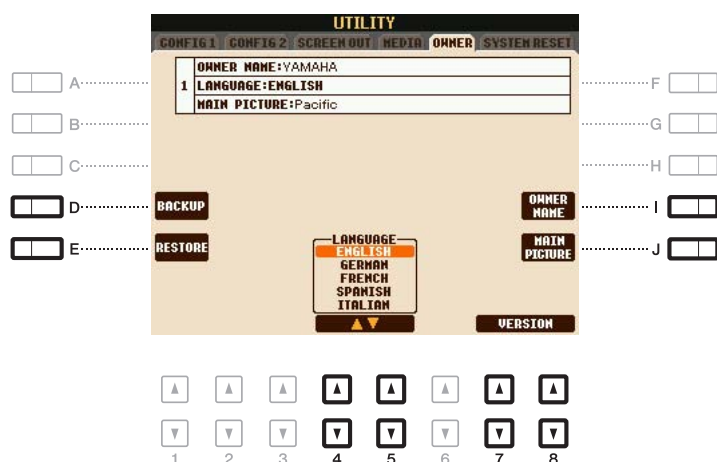 UTILITY
CONFIG 1 CONFIG 2 SCREEN OUT MEDIA OWNER SYSTEM RESET
1 OWNER NAME:YAMAHA
LANGUAGE:ENGLISH
MAIN PICTURE:Pacific
A
B
C
D
E
F
G
H
I
J
BACKUP
RESTORE
OWNER
NAME
MAIN
PICTURE
LANGUAGE
ENGLISH
GERMAN
FRENCH
SPANISH
ITALIAN
VERSION
1 2 3 4 5 6 7 8